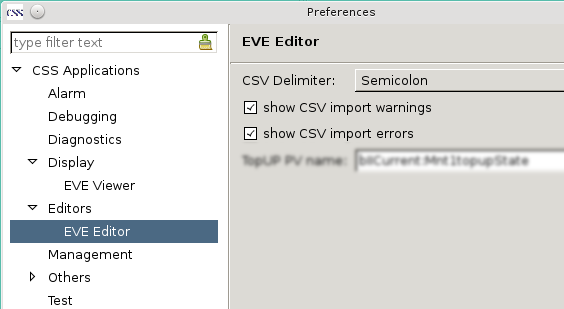 CSS Preferences
type filter text
CSS Applications
Alarm
Debugging
Diagnostics
Display
EVE Viewer
Editors
EVE Editor
Management
Others
Test
EVE Editor
CSV Delimiter: Semicolon
show CSV import warnings
show CSV import errors
TopUP PV name: